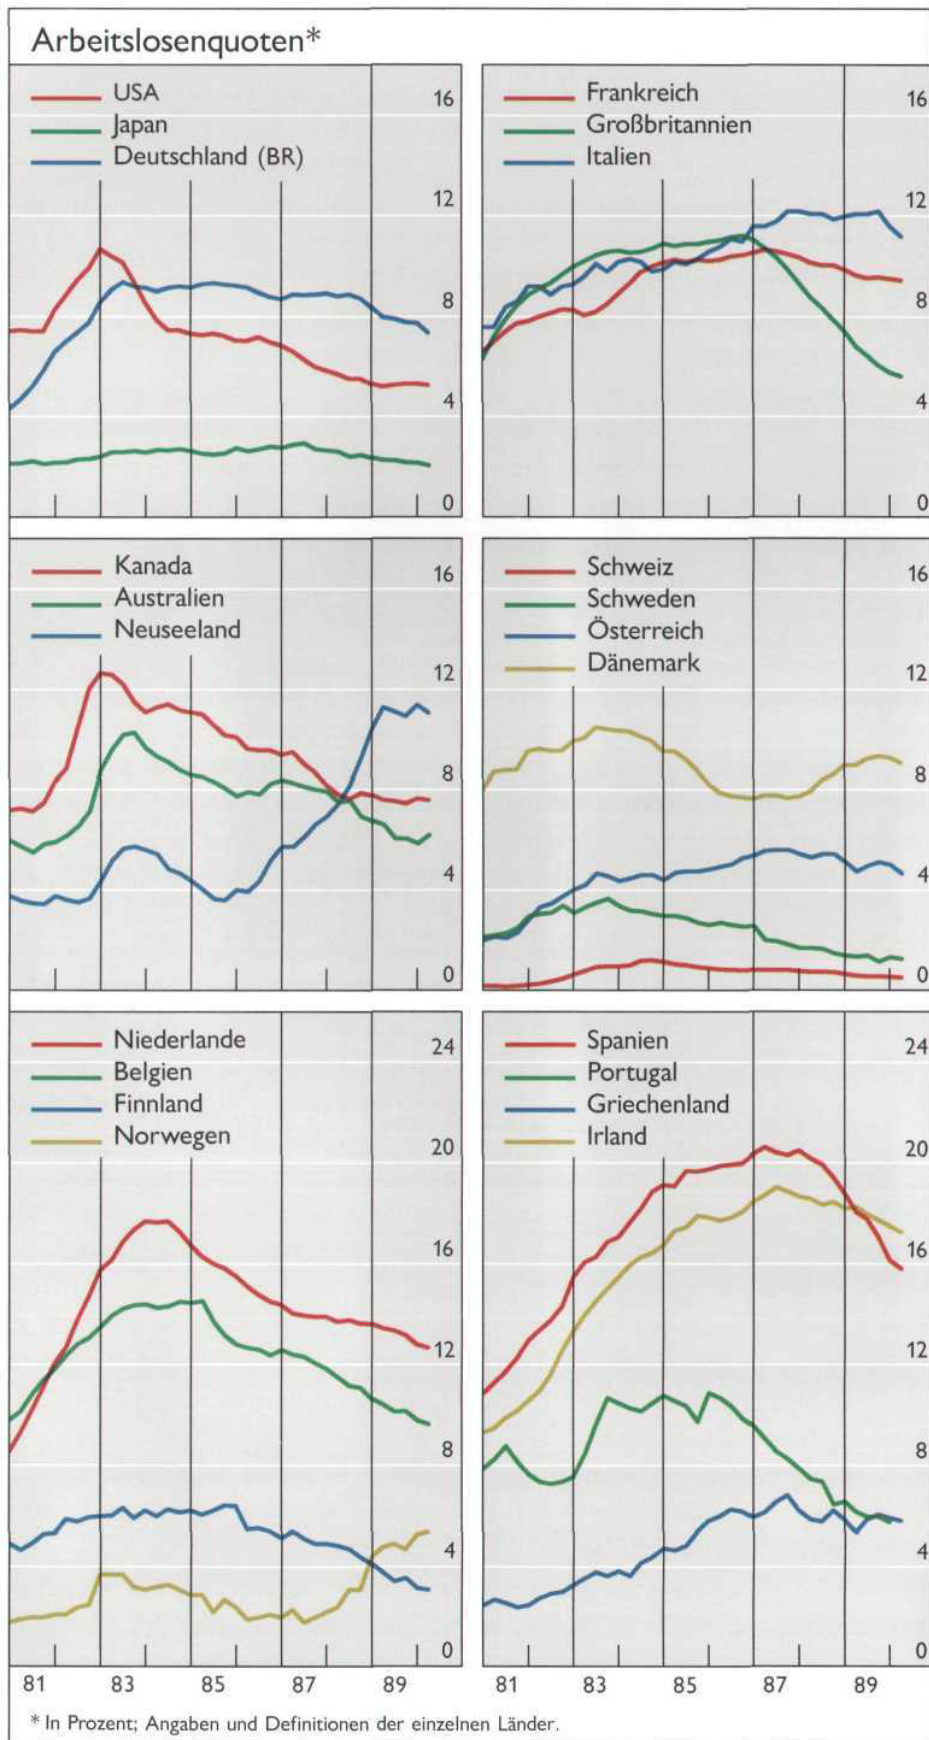 Arbeitslosenquoten*
USA
Japan
Deutschland (BR)
16
12
8
4
0
Frankreich
Großbritannien
Italien
16
12
8
4
0
Kanada
Australien
Neuseeland
16
12
8
4
0
Schweiz
Schweden
Österreich
Dänemark
16
12
8
4
0
Niederlande
Belgien
Finnland
Norwegen
24
20
16
12
8
4
0
81 83 85 87 89
Spanien
Portugal
Griechenland
Irland
24
20
16
12
8
4
0
81 83 85 87 89
* In Prozent; Angaben und Definitionen der einzelnen Länder.